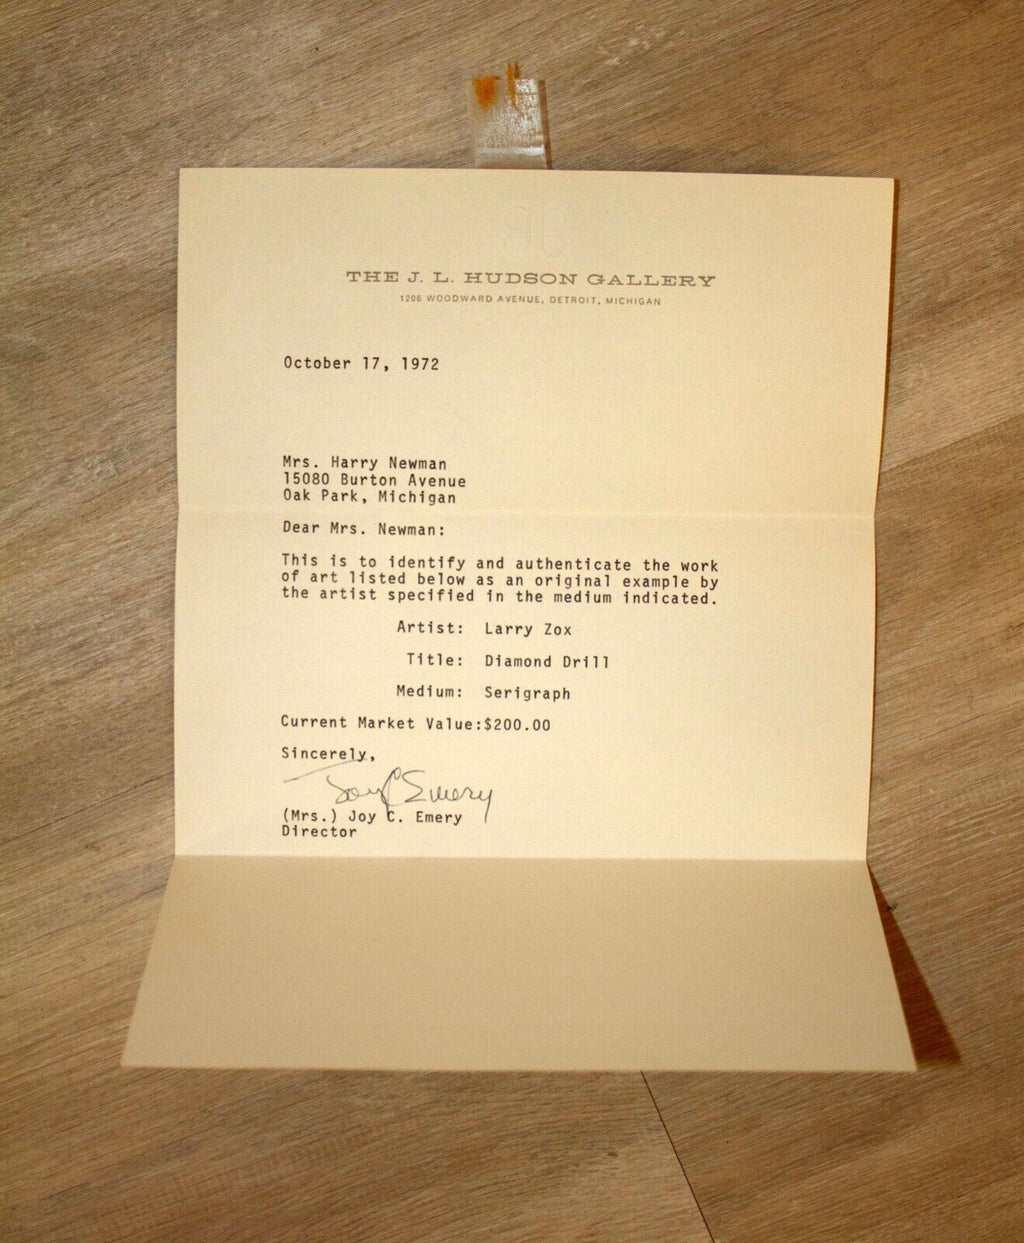 THE J. L. HUDSON GALLERY
1206 WOODWARD AVENUE, DETROIT, MICHIGAN
October 17, 1972
Mrs. Harry Newman
15080 Burton Avenue
Oak Park, Michigan
Dear Mrs. Newman:
This is to identify and authenticate the work
of art listed below as an original example by
the artist specified in the medium indicated.
Artist: Larry Zox
Title: Diamond Drill
Medium: Serigraph
Current Market Value:$200.00
Sincerely,
Joy C Emery
(Mrs.) Joy C. Emery
Director